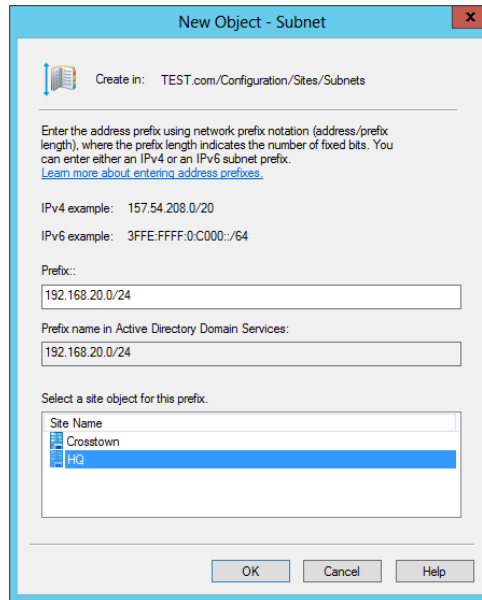 New Object - Subnet
x
Create in: TEST.com/Configuration/Sites/Subnets
Enter the address prefix using network prefix notation (address/prefix
length), where the prefix length indicates the number of fixed bits. You
can enter either an IPv4 or an IPv6 subnet prefix.
Learn more about entering address prefixes.
IPv4 example: 157.54.208.0/20
IPv6 example: 3FFE:FFFF:0:C000::/64
Prefix::
192.168.20.0/24
Prefix name in Active Directory Domain Services:
192.168.20.0/24
Select a site object for this prefix.
Site Name
Crosstown
HQ
OK Cancel Help